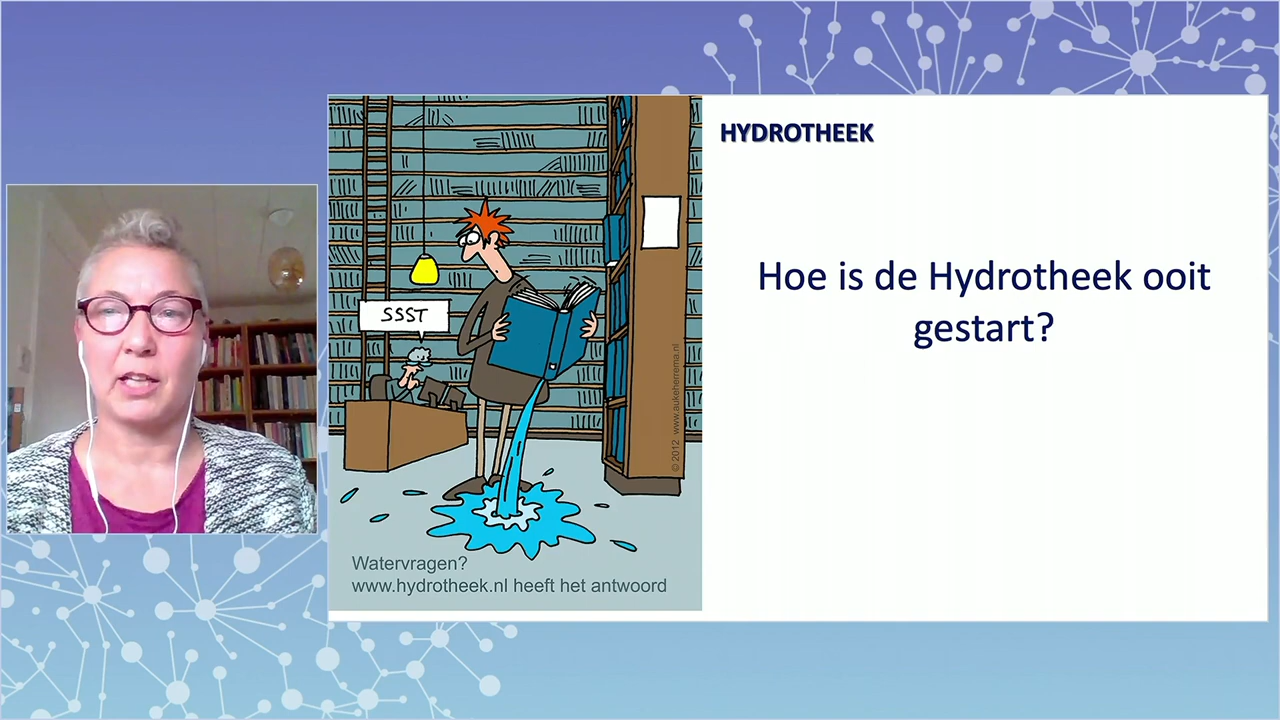 HYDROTHEEK
Hoe is de Hydrotheek ooit
gestart?
SSST
© 2012 www.aukeherrema.nl
Watervragen?
www.hydrotheek.nl heeft het antwoord